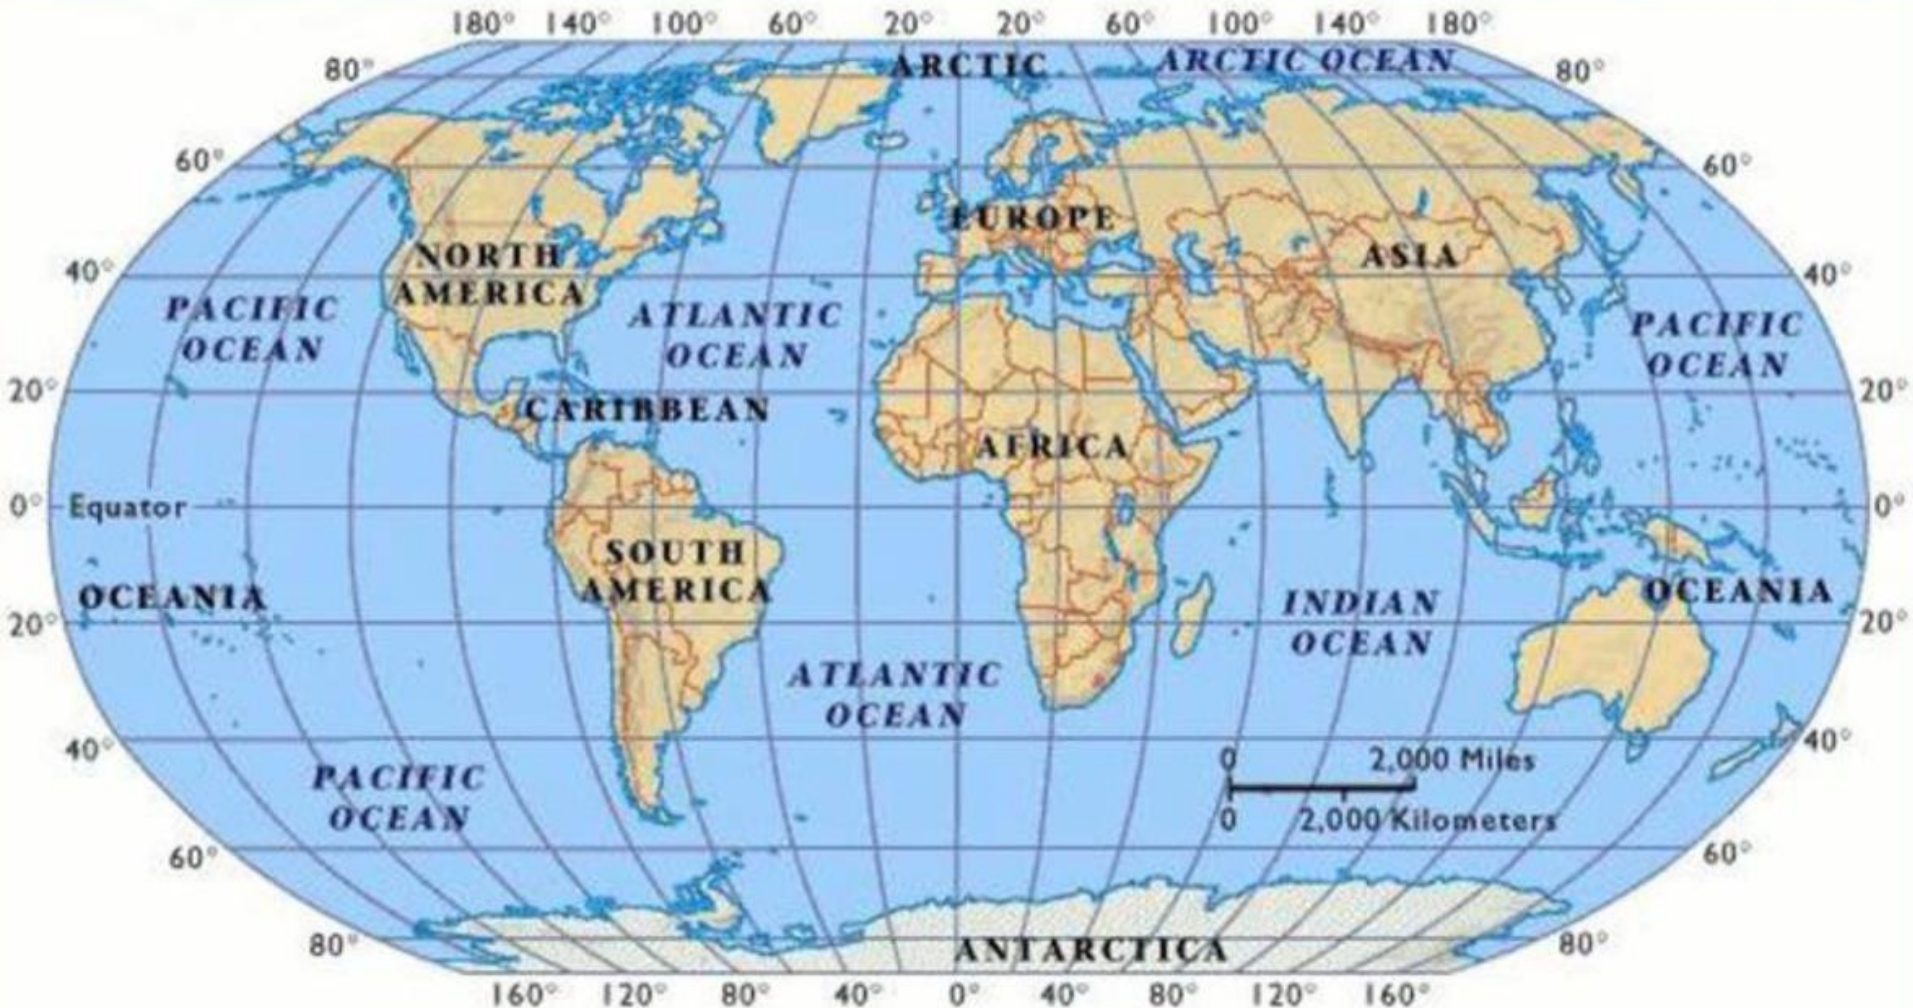 180° 140° 100° 60° 20° 20° 60° 100° 140° 180°
ARCTIC
ARCTIC OCEAN
80°
80°
60°
60°
EUROPE
NORTH
AMERICA
ASIA
40°
40°
PACIFIC
OCEAN
ATLANTIC
OCEAN
PACIFIC
OCEAN
20°
20°
CARIBBEAN
AFRICA
0°
Equator
0°
SOUTH
AMERICA
OCEANIA
INDIAN
OCEAN
OCEANIA
20°
20°
ATLANTIC
OCEAN
40°
40°
0 2,000 Miles
0 2,000 Kilometers
PACIFIC
OCEAN
60°
60°
80°
80°
ANTARCTICA
160° 120° 80° 40° 0° 40° 80° 120° 160°